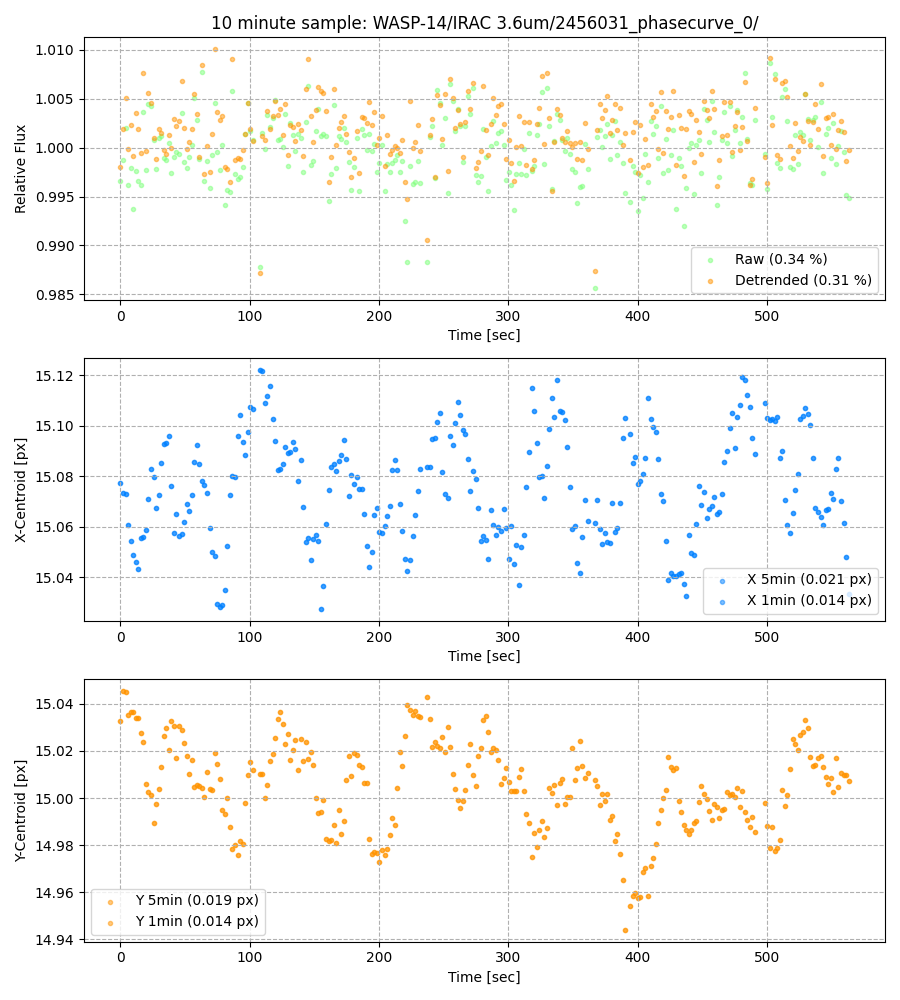 10 minute sample: WASP-14/IRAC 3.6um/2456031_phasecurve_0/
1.010
1.005
1.000
0.995
0.990
0.985
Relative Flux
Raw (0.34 %)
Detrended (0.31 %)
0 100 200 300 400 500
Time [sec]
15.12
15.10
15.08
15.06
15.04
X-Centroid [px]
X 5min (0.021 px)
X 1min (0.014 px)
0 100 200 300 400 500
Time [sec]
15.04
15.02
15.00
14.98
14.96
14.94
Y-Centroid [px]
Y 5min (0.019 px)
Y 1min (0.014 px)
0 100 200 300 400 500
Time [sec]